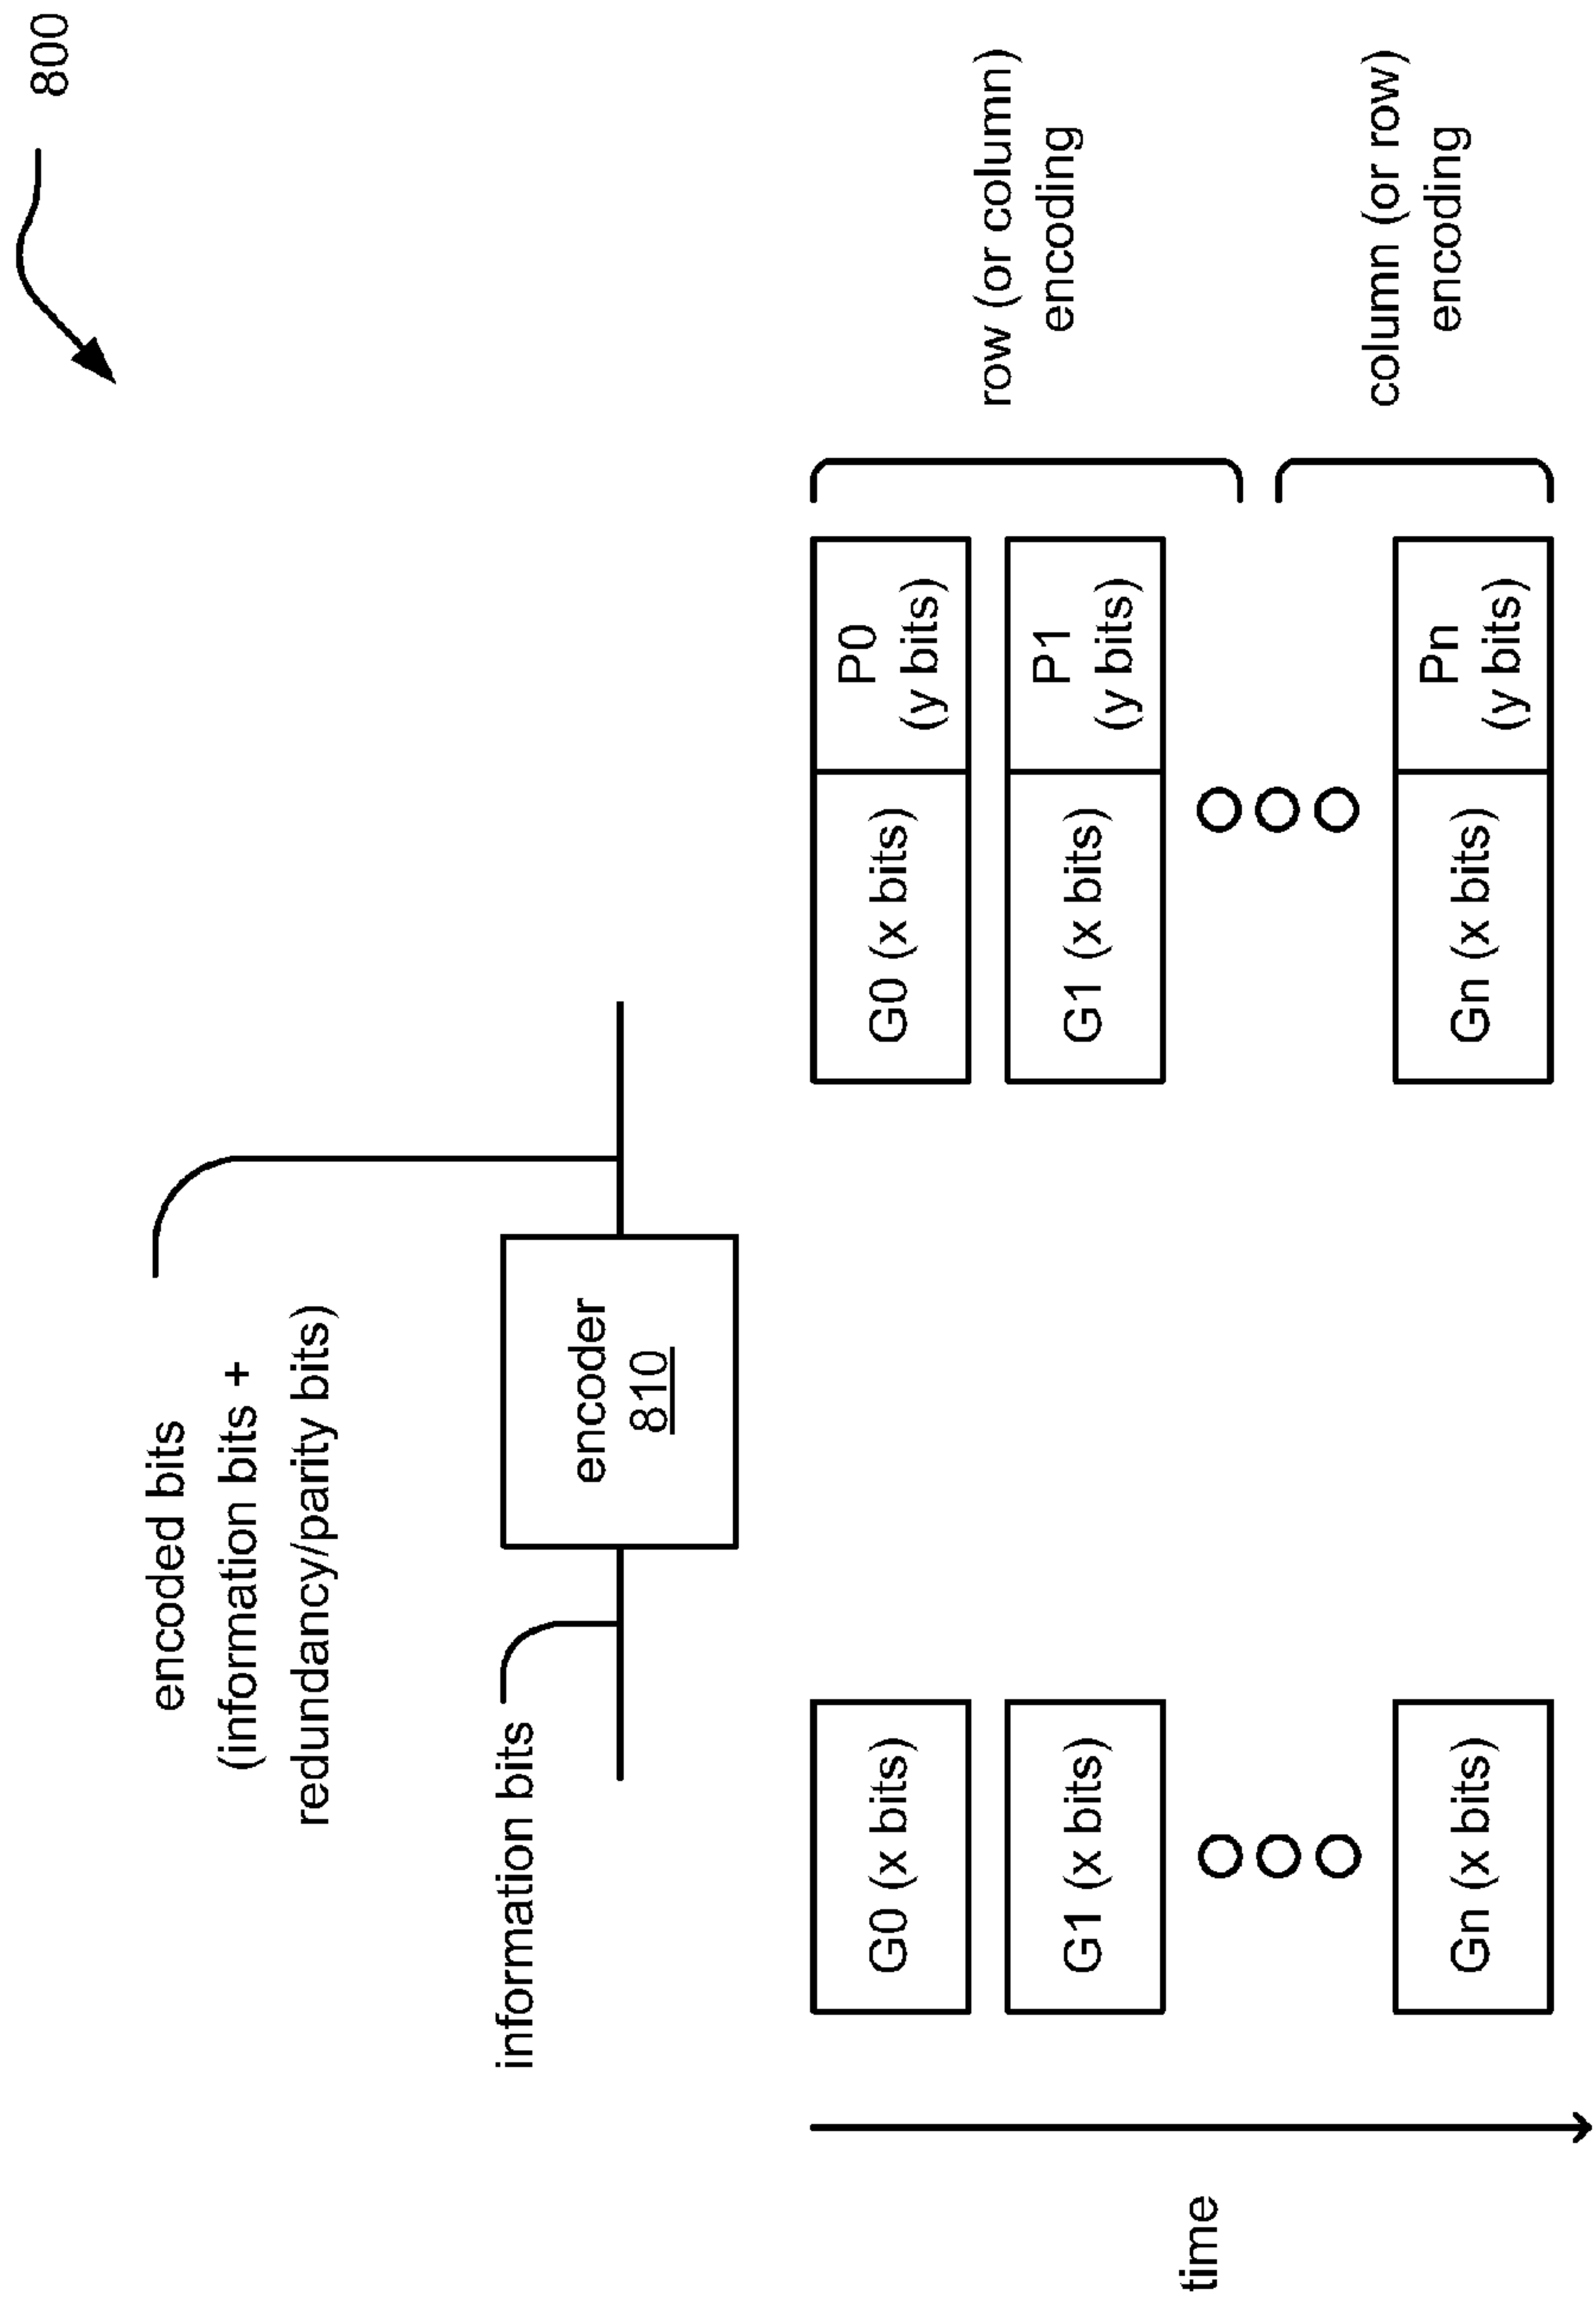 800
encoded bits
(information bits +
redundancy/parity bits)
information bits
encoder
810
time
G0 (x bits)
G1 (x bits)
Gn (x bits)
G0 (x bits)
P0
(y bits)
G1 (x bits)
P1
(y bits)
Gn (x bits)
Pn
(y bits)
row (or column)
encoding
column (or row)
encoding